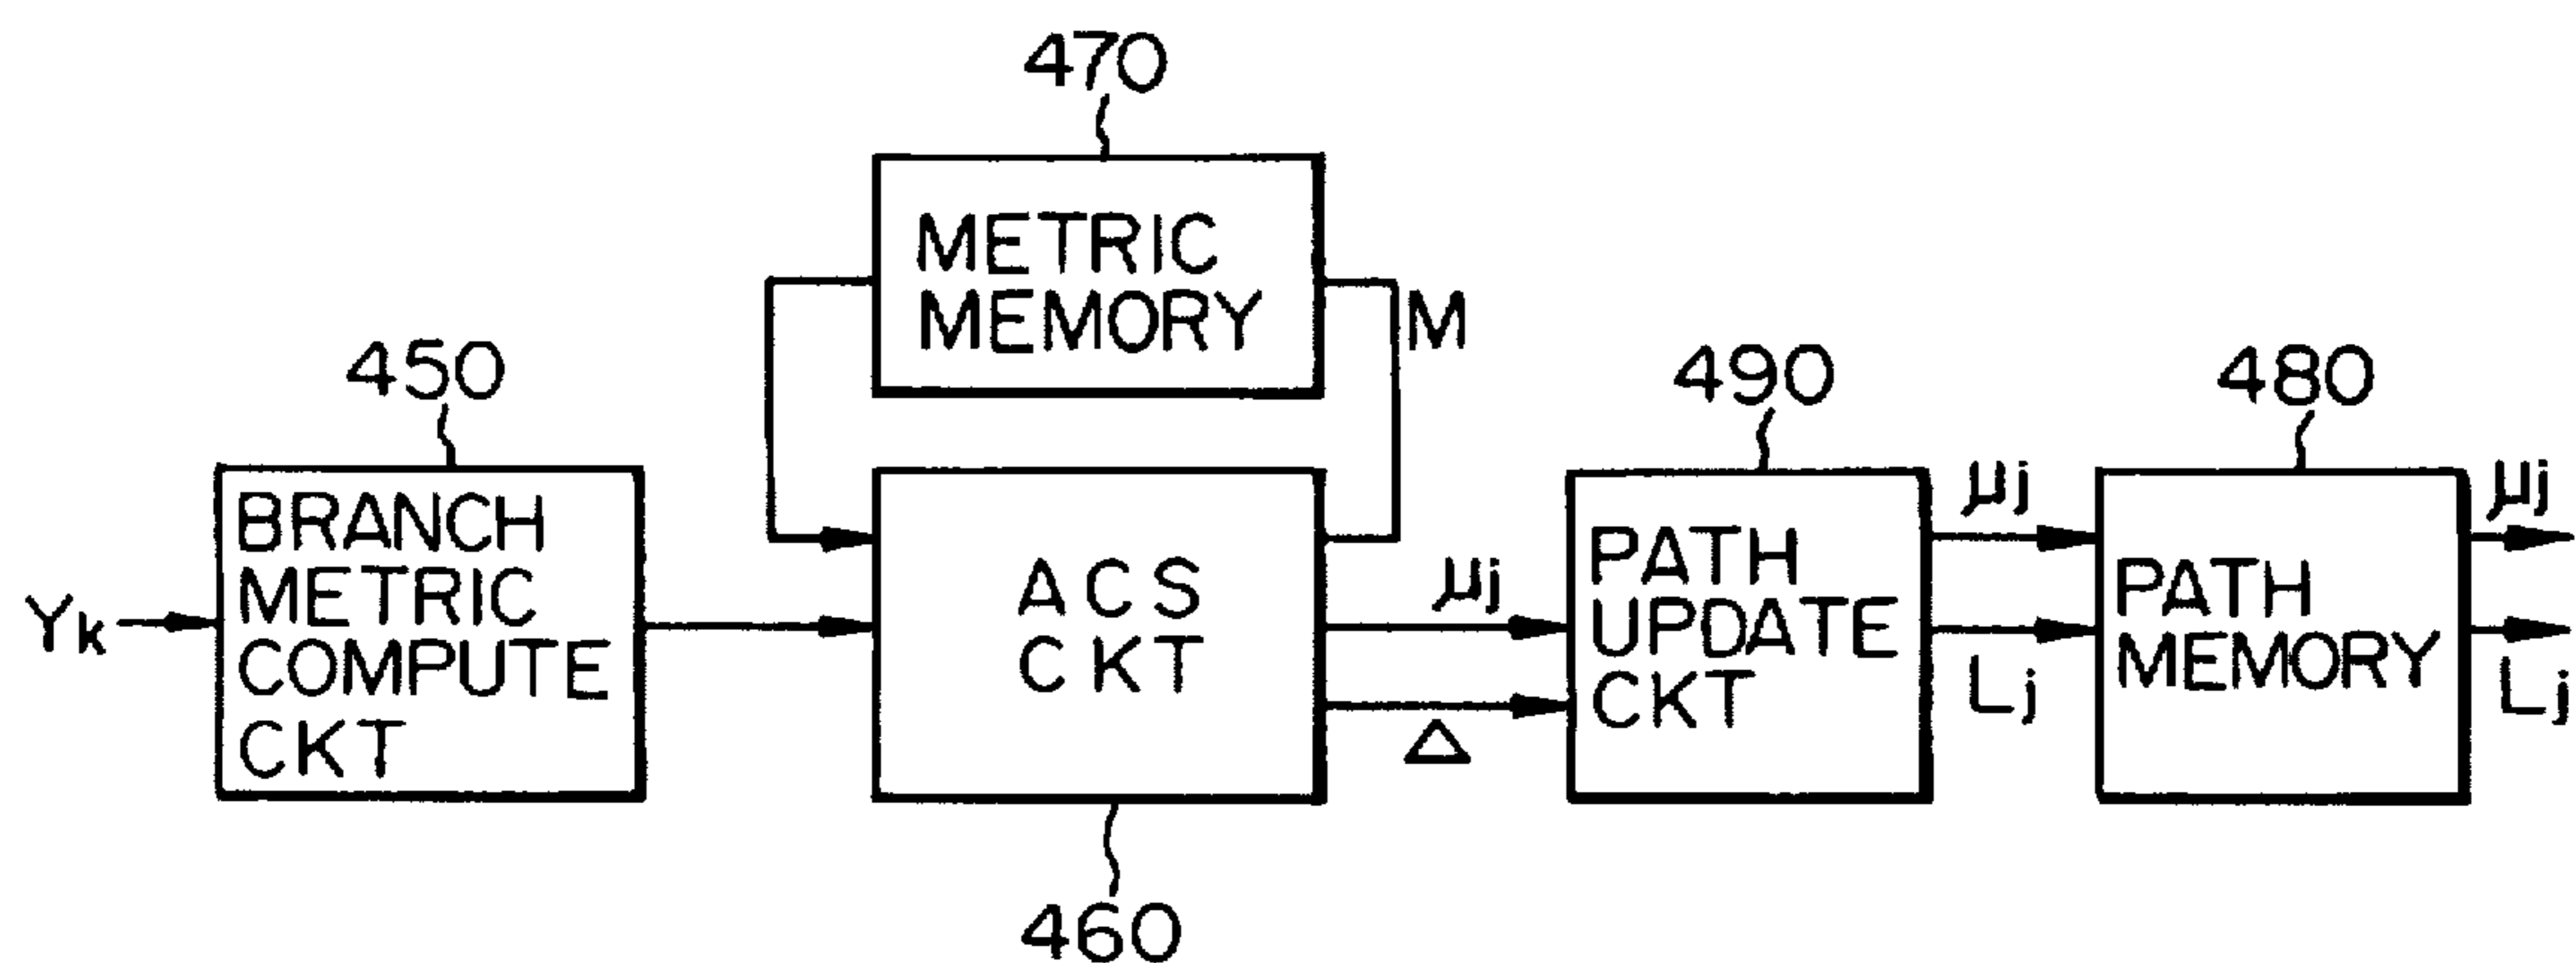 470
METRIC
MEMORY
M
450
490
480
BRANCH
METRIC
COMPUTE
CKT
Yk
ACS
CKT
μj
Δ
PATH
UPDATE
CKT
μj
Lj
PATH
MEMORY
μj
Lj
460